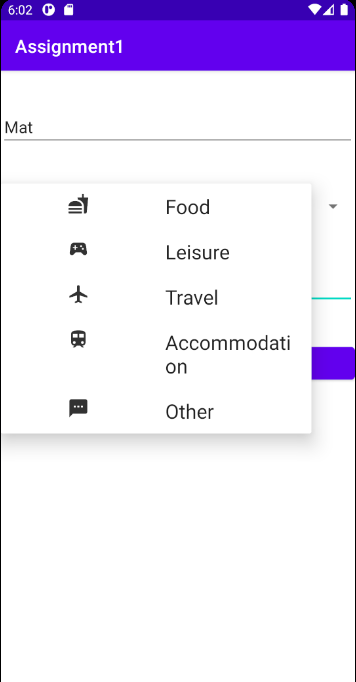 6:02
Assignment1
Mat
Food
Leisure
Travel
Accommodati
on
Other